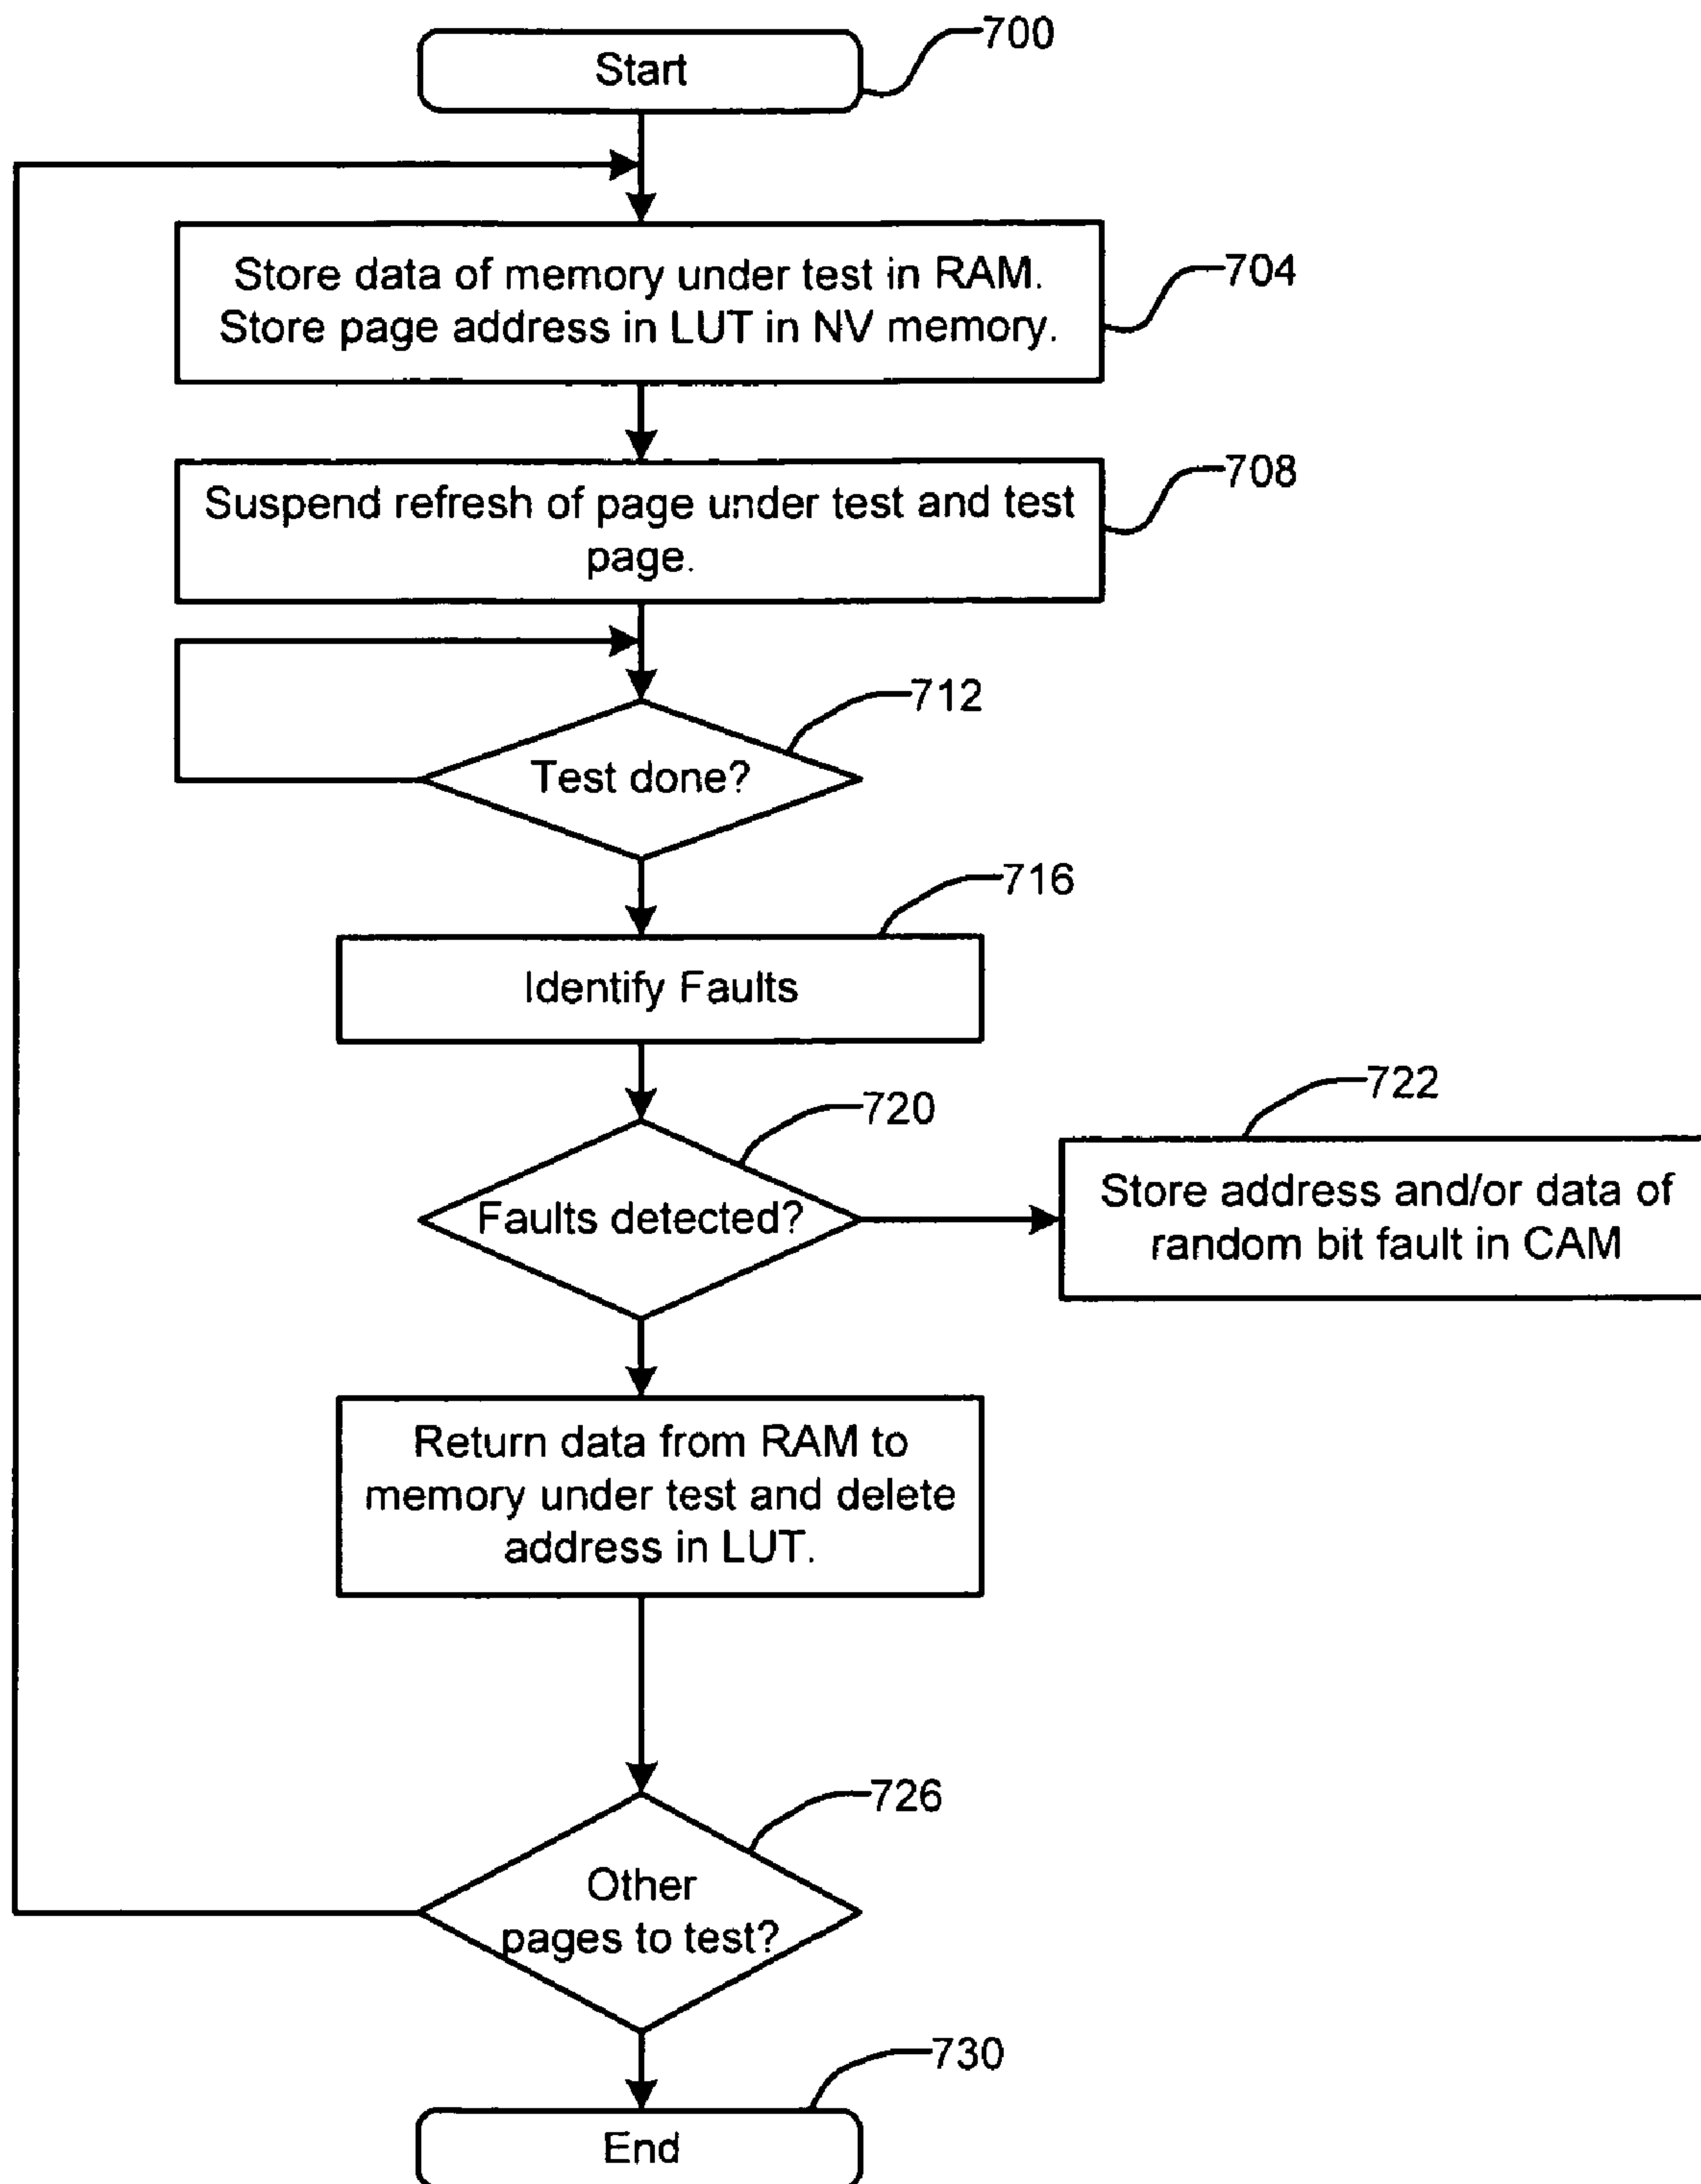 Start
700
Store data of memory under test in RAM.
Store page address in LUT in NV memory.
704
Suspend refresh of page under test and test
page.
708
712
Test done?
716
Identify Faults
720
Faults detected?
722
Store address and/or data of
random bit fault in CAM
Return data from RAM to
memory under test and delete
address in LUT.
726
Other
pages to test?
730
End